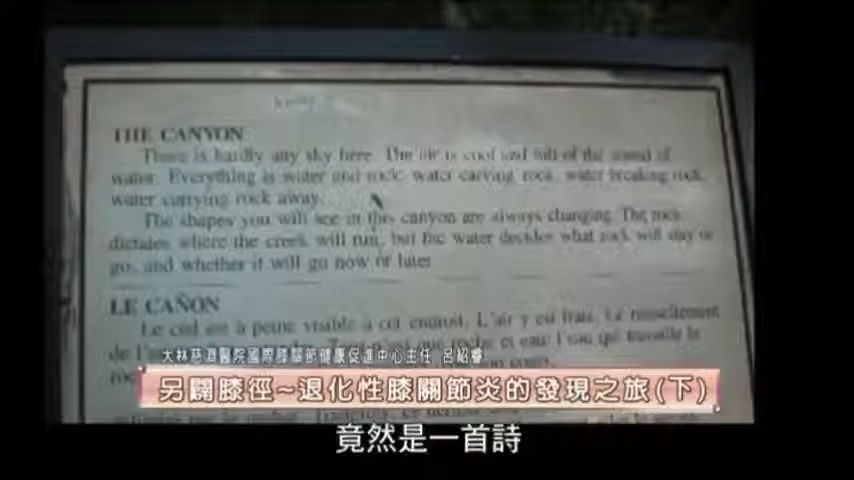 THE CANYON
There is hardly any sky here. The air is cool and full of the sound of
water. Everything is water and rock: water carving rock, water breaking rock,
water carrying rock away.
The shapes you will see in this canyon are always changing. The rock
dictates where the creek will run, but the water decides what rock will stay or
go, and whether it will go now or later
LE CAÑON
Le ciel est à peine visible à cet endroit. L'air y est frais. Le ruissellement
de
大林慈濟醫院國際膝關節健康促進中心主任 呂紹睿
另闢膝徑~退化性膝關節炎的發現之旅(下)
竟然是一首詩